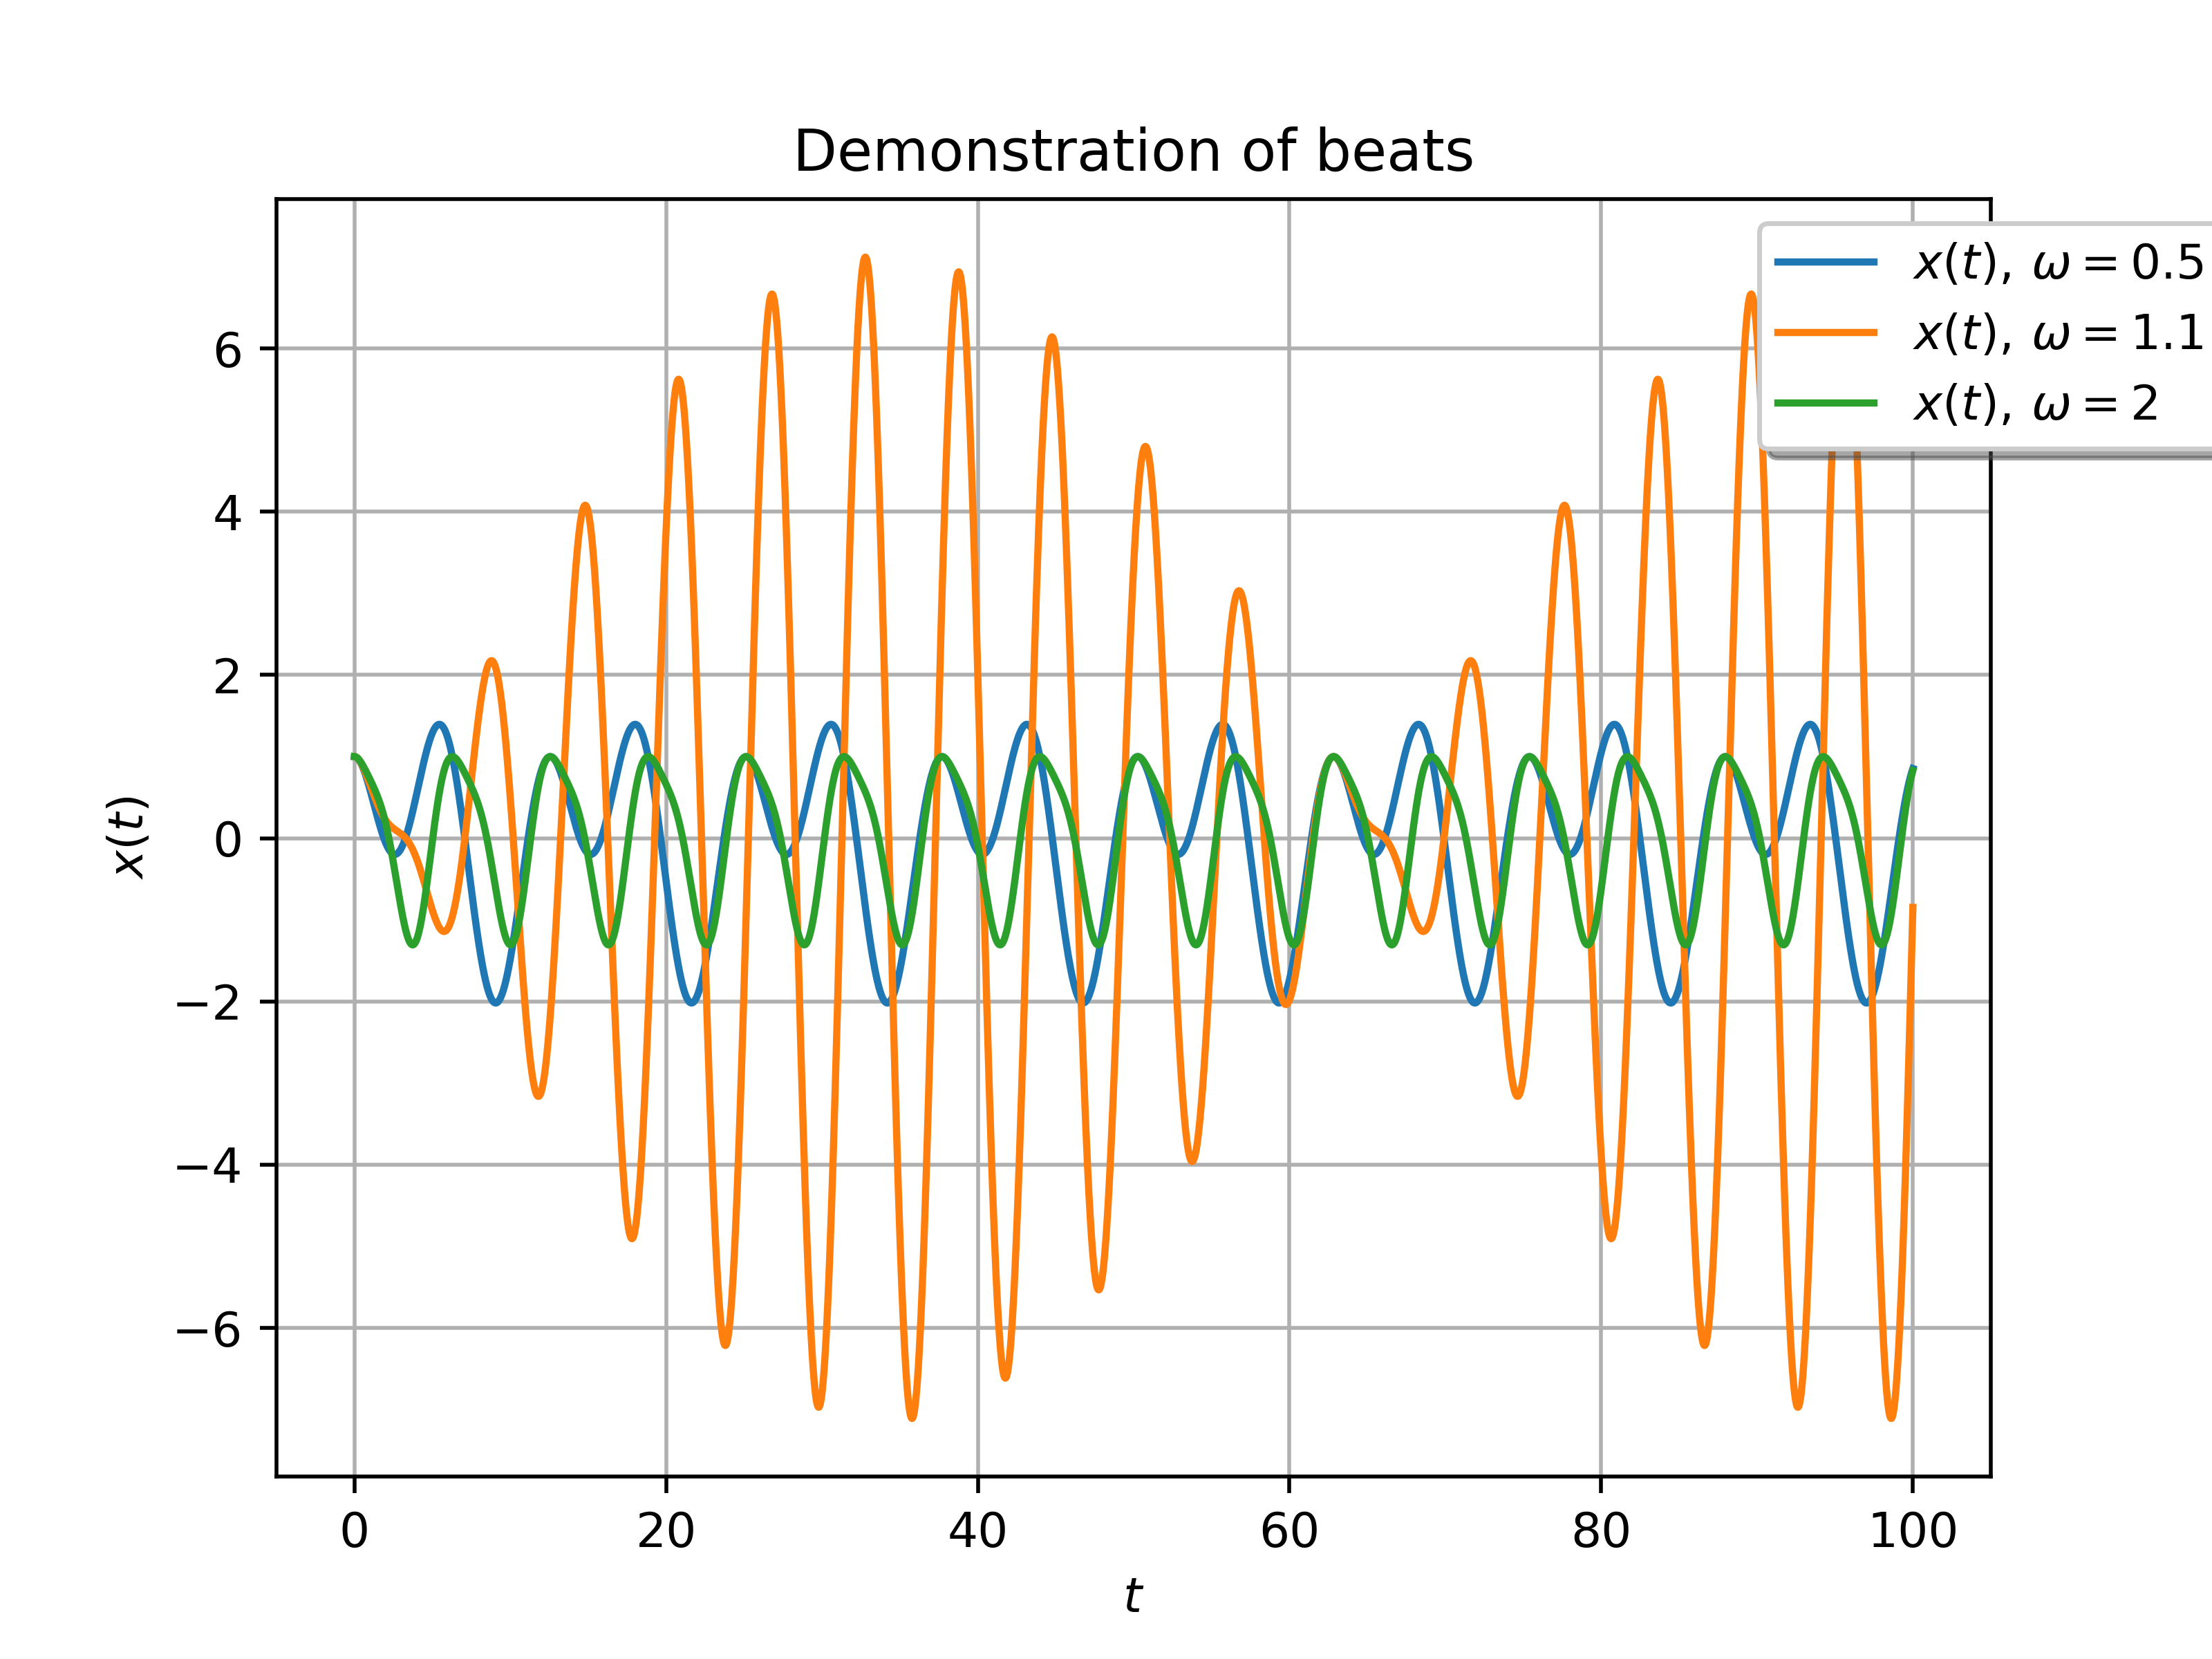 Demonstration of beats
x(t), ω = 0.5
x(t), ω = 1.1
x(t), ω = 2
x(t)
6
4
2
0
−2
−4
−6
0 20 40 60 80 100
t